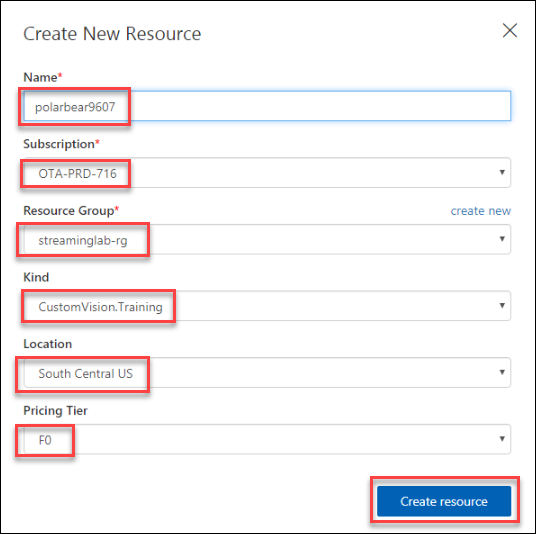 Create New Resource
Name*
polarbear9607
Subscription*
OTA-PRD-716
Resource Group* create new
streaminglab-rg
Kind
CustomVision.Training
Location
South Central US
Pricing Tier
F0
Create resource